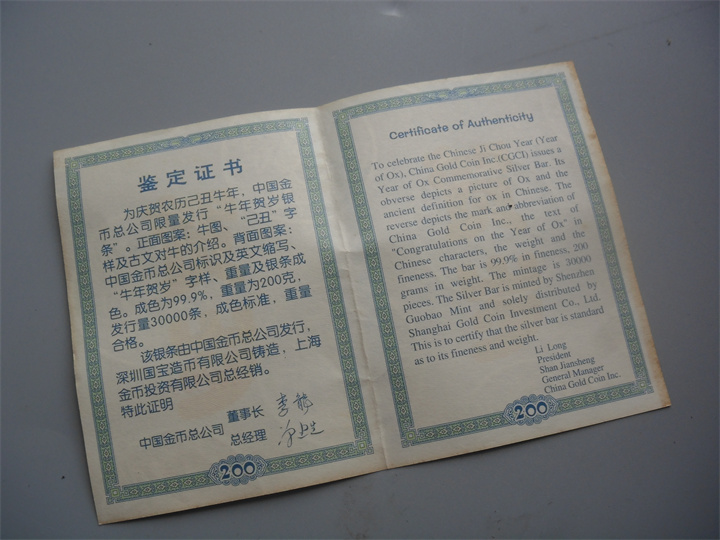 鉴定证书
为庆贺农历己丑牛年，中国金
币总公司限量发行“牛年贺岁银
条”。正面图案：牛图、“己丑”字
样及古文对牛的介绍。背面图案：
中国金币总公司标识及英文缩写、
“牛年贺岁”字样、重量及银条成
色。成色为99.9%，重量为200克，
发行量30000条，成色标准，重量
合格。
该银条由中国金币总公司发行，
深圳国宝造币有限公司铸造，上海
金币投资有限公司总经销。
特此证明
中国金币总公司
董事长 李龙
总经理
200
Certificate of Authenticity
To celebrate the Chinese Ji Chou Year (Year
of Ox), China Gold Coin Inc.(CGCI) issues a
Year of Ox Commemorative Silver Bar. Its
obverse depicts a picture of Ox and the
ancient definition for ox in Chinese. The
reverse depicts the mark and abbreviation of
China Gold Coin Inc., the text of
"Congratulations on the Year of Ox" in
Chinese characters, the weight and the
fineness. The bar is 99.9% in fineness, 200
grams in weight. The mintage is 30000
pieces. The Silver Bar is minted by Shenzhen
Guobao Mint and solely distributed by
Shanghai Gold Coin Investment Co., Ltd.
This is to certify that the silver bar is standard
as to its fineness and weight.
Li Long
President
Shan Jiansheng
General Manager
China Gold Coin Inc.
200